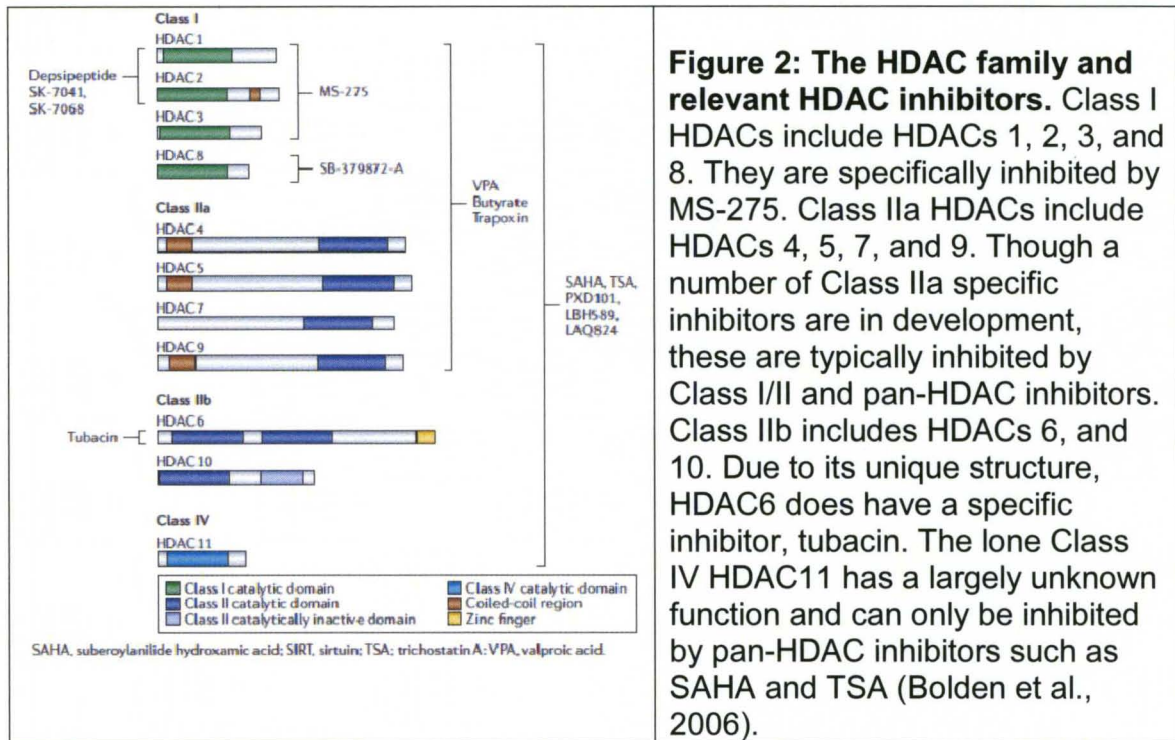 Class I
HDAC1
Depsipeptide
SK-7041,
SK-7068
HDAC2
MS-275
HDAC3
HDAC8
SB-379872-A
VPA
Butyrate
Trapoxin
Class IIa
HDAC4
HDAC5
SAHA, TSA,
PXD101,
LBH589,
LAQ824
HDAC7
HDAC9
Class IIb
HDAC6
Tubacin
HDAC10
Class IV
HDAC11
Class I catalytic domain
Class II catalytic domain
Class II catalytically inactive domain
Class IV catalytic domain
Coiled-coil region
Zinc finger
SAHA, suberoylanilide hydroxamic acid; SIRT, sirtuin; TSA; trichostatin A: VPA, valproic acid.
Figure 2: The HDAC family and
relevant HDAC inhibitors. Class I
HDACs include HDACs 1, 2, 3, and
8. They are specifically inhibited by
MS-275. Class IIa HDACs include
HDACs 4, 5, 7, and 9. Though a
number of Class IIa specific
inhibitors are in development,
these are typically inhibited by
Class I/II and pan-HDAC inhibitors.
Class IIb includes HDACs 6, and
10. Due to its unique structure,
HDAC6 does have a specific
inhibitor, tubacin. The lone Class
IV HDAC11 has a largely unknown
function and can only be inhibited
by pan-HDAC inhibitors such as
SAHA and TSA (Bolden et al.,
2006).